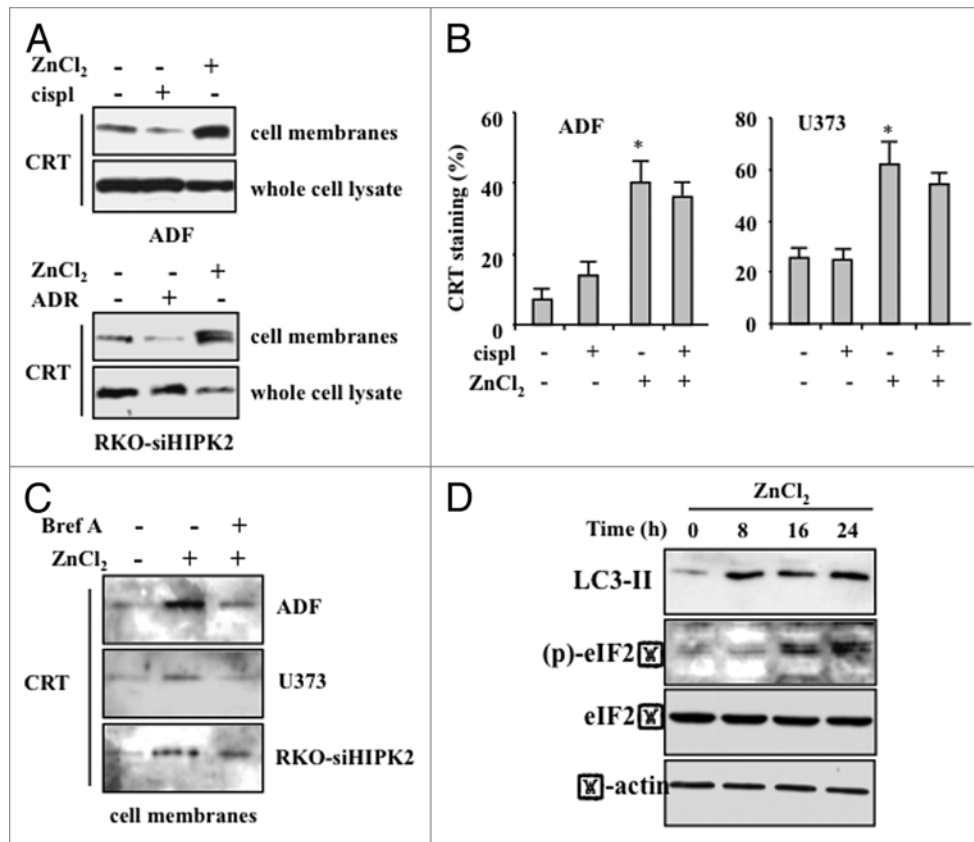 A
ZnCl₂ - - +
cispl - + -
CRT
cell membranes
whole cell lysate
ADF
ZnCl₂ - - +
ADR - + -
CRT
cell membranes
whole cell lysate
RKO-siHIPK2
B
CRT staining (%)
60
40
20
0
ADF
*
80
60
40
20
0
U373
*
cispl - + - + - + - +
ZnCl₂ - - + + - - + +
C
Bref A - - +
ZnCl₂ - + +
CRT
ADF
U373
RKO-siHIPK2
cell membranes
D
ZnCl₂
Time (h) 0 8 16 24
LC3-II
(p)-eIF2
eIF2
-actin